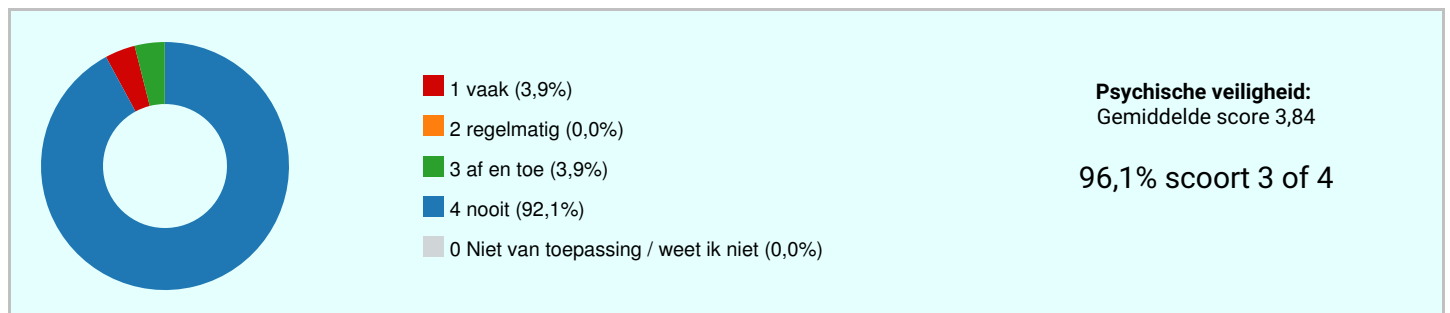 1 vaak (3,9%)
2 regelmatig (0,0%)
3 af en toe (3,9%)
4 nooit (92,1%)
0 Niet van toepassing / weet ik niet (0,0%)
Psychische veiligheid:
Gemiddelde score 3,84
96,1% scoort 3 of 4